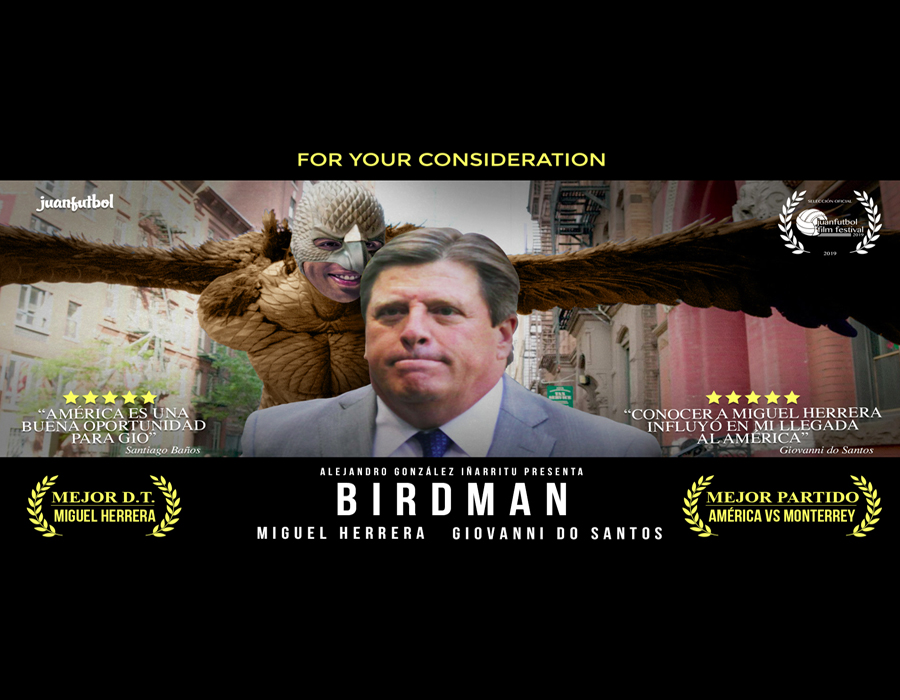 FOR YOUR CONSIDERATION
juanfutbol
SELECCIÓN OFICIAL
juanfutbol
film festival
2019
2019
“AMÉRICA ES UNA
BUENA OPORTUNIDAD
PARA GIO”
Santiago Baños
“CONOCER A MIGUEL HERRERA
INFLUYÓ EN MI LLEGADA
AL AMÉRICA”
Giovanni do Santos
ALEJANDRO GONZÁLEZ IÑARRITU PRESENTA
BIRDMAN
MIGUEL HERRERA GIOVANNI DO SANTOS
MEJOR D.T.
MIGUEL HERRERA
MEJOR PARTIDO
AMÉRICA VS MONTERREY